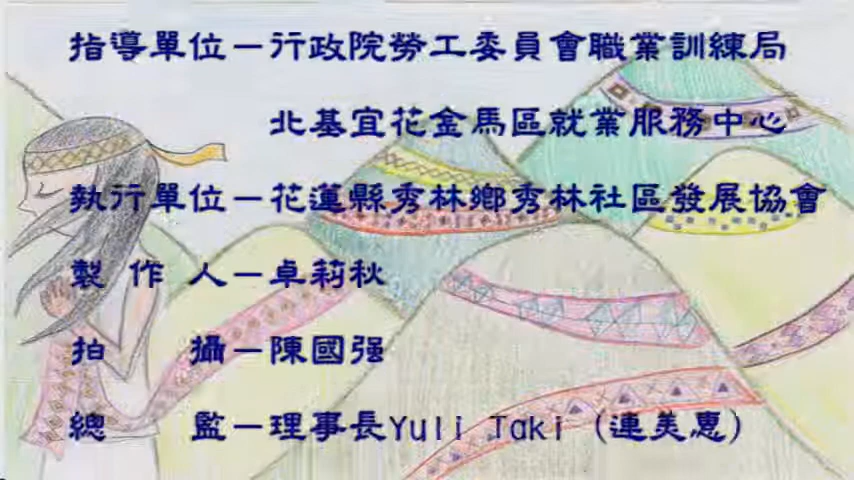 指導單位－行政院勞工委員會職業訓練局
北基宜花金馬區就業服務中心
執行單位－花蓮縣秀林鄉秀林社區發展協會
製 作 人－卓莉秋
拍 攝－陳國强
總 監－理事長Yuli Taki（連美惠）